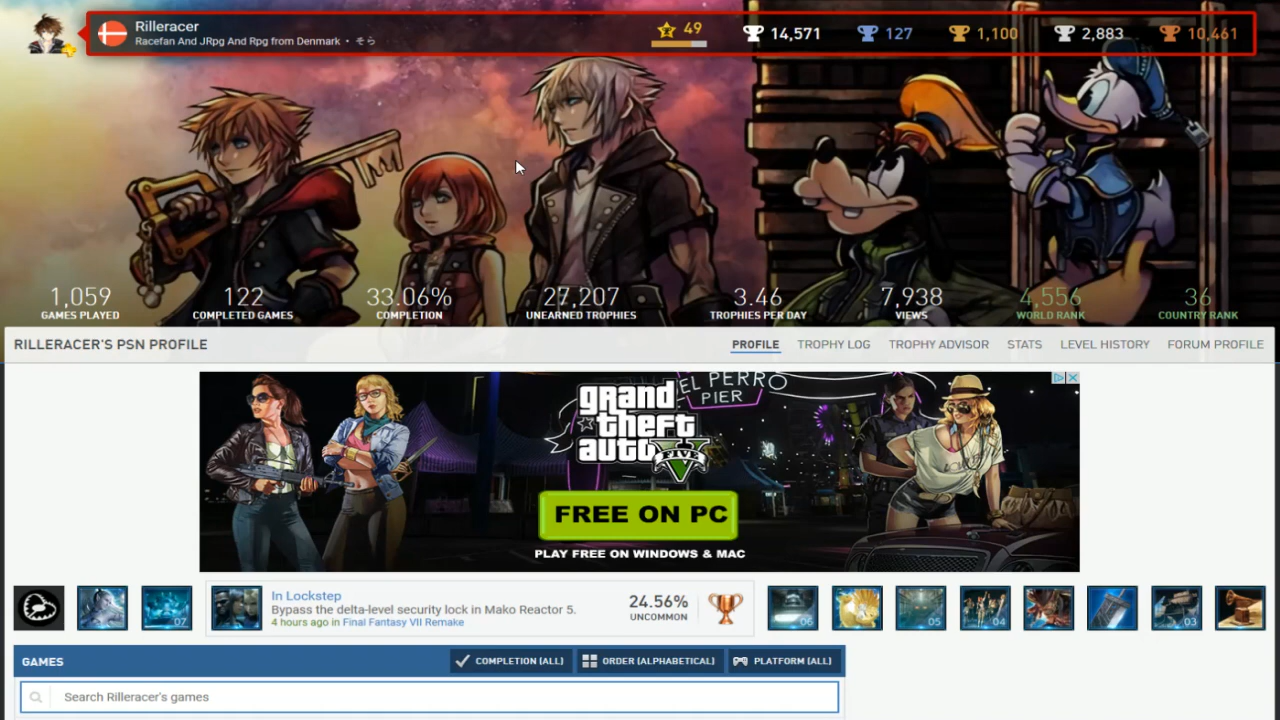 Rilleracer
Racefan And JRpg And Rpg from Denmark • そら
49
14,571
127
1,100
2,883
10,461
1,059
GAMES PLAYED
122
COMPLETED GAMES
33.06%
COMPLETION
27,207
UNEARNED TROPHIES
3.46
TROPHIES PER DAY
7,938
VIEWS
4,556
WORLD RANK
36
COUNTRY RANK
RILLERACER'S PSN PROFILE
PROFILE
TROPHY LOG
TROPHY ADVISOR
STATS
LEVEL HISTORY
FORUM PROFILE
EL PERRO
PIER
grand
theft
auto
FIVE
FREE ON PC
PLAY FREE ON WINDOWS & MAC
07
In Lockstep
Bypass the delta-level security lock in Mako Reactor 5.
4 hours ago in Final Fantasy VII Remake
24.56%
UNCOMMON
06
05
04
03
GAMES
COMPLETION (ALL)
ORDER (ALPHABETICAL)
PLATFORM (ALL)
Search Rilleracer's games